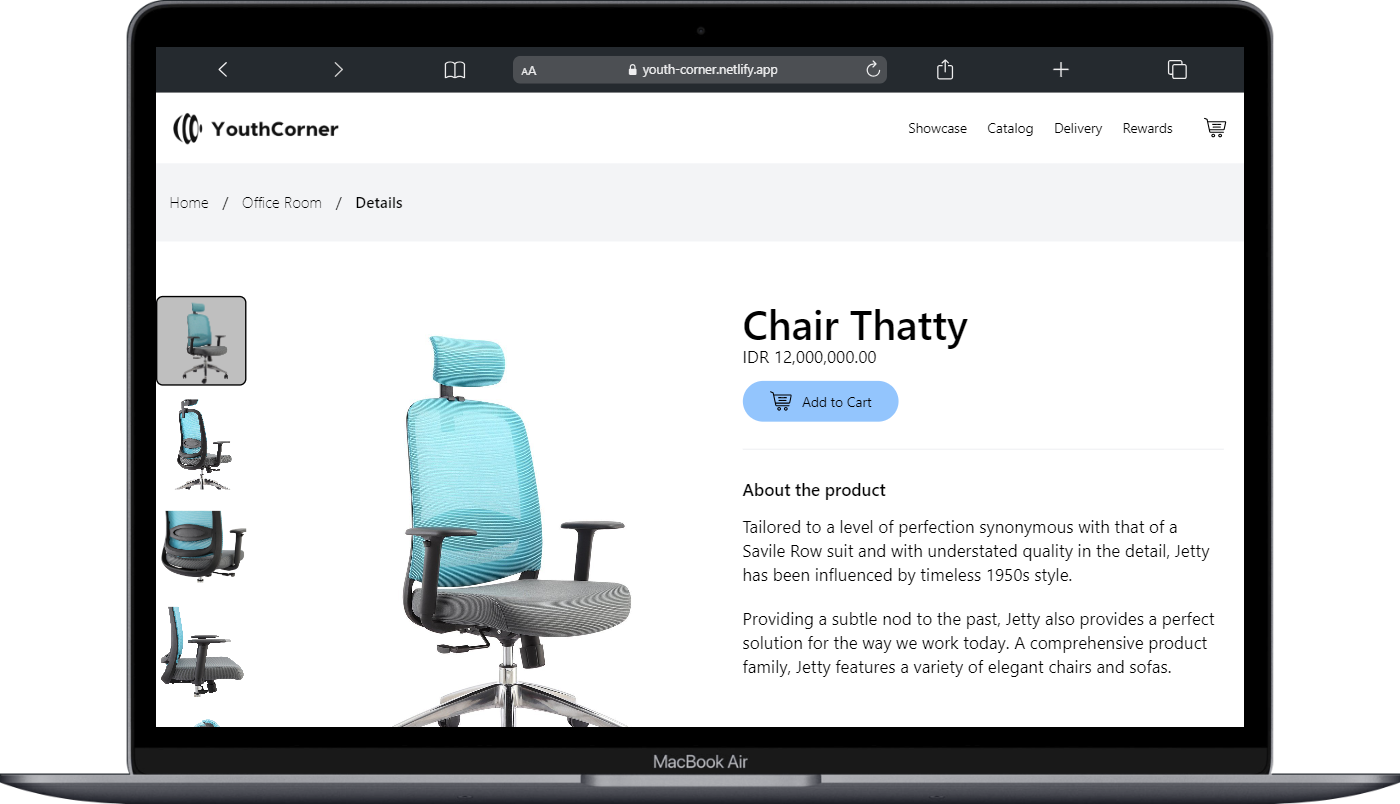 AA youth-corner.netlify.app
YouthCorner
Showcase Catalog Delivery Rewards
Home / Office Room / Details
Chair Thatty
IDR 12,000,000.00
Add to Cart
About the product
Tailored to a level of perfection synonymous with that of a
Savile Row suit and with understated quality in the detail, Jetty
has been influenced by timeless 1950s style.
Providing a subtle nod to the past, Jetty also provides a perfect
solution for the way we work today. A comprehensive product
family, Jetty features a variety of elegant chairs and sofas.
MacBook Air